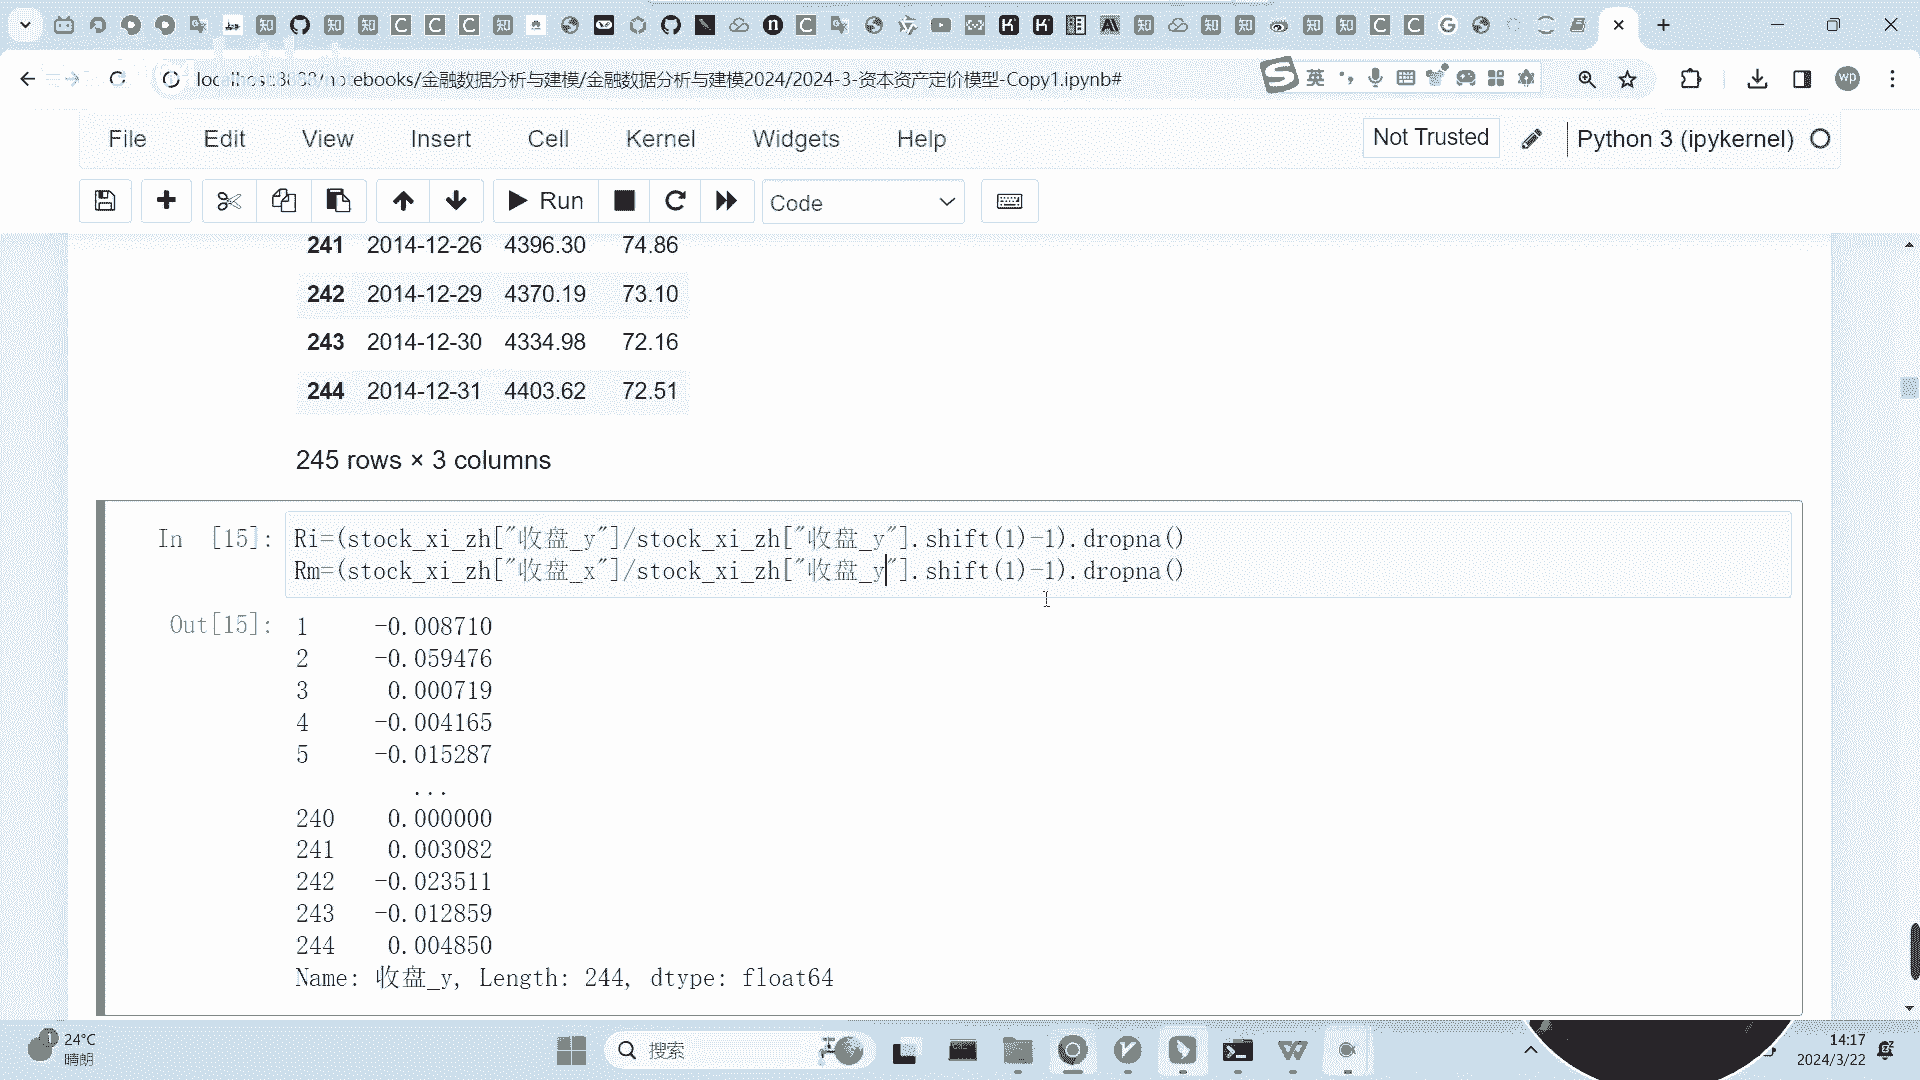 localhost:8888/notebooks/金融数据分析与建模/金融数据分析与建模2024/2024-3-资本资产定价模型-Copy1.ipynb#
英
wp
File Edit View Insert Cell Kernel Widgets Help
Not Trusted
Python 3 (ipykernel)
Run
Code
241 2014-12-26 4396.30 74.86
242 2014-12-29 4370.19 73.10
243 2014-12-30 4334.98 72.16
244 2014-12-31 4403.62 72.51
245 rows × 3 columns
In [15]: Ri=(stock_xi_zh["收盘_y"]/stock_xi_zh["收盘_y"].shift(1)-1).dropna()
Rm=(stock_xi_zh["收盘_x"]/stock_xi_zh["收盘_y"].shift(1)-1).dropna()
Out[15]: 1 -0.008710
2 -0.059476
3 0.000719
4 -0.004165
5 -0.015287
...
240 0.000000
241 0.003082
242 -0.023511
243 -0.012859
244 0.004850
Name: 收盘_y, Length: 244, dtype: float64
1
24°C
晴朗
搜索
14:17
2024/3/22